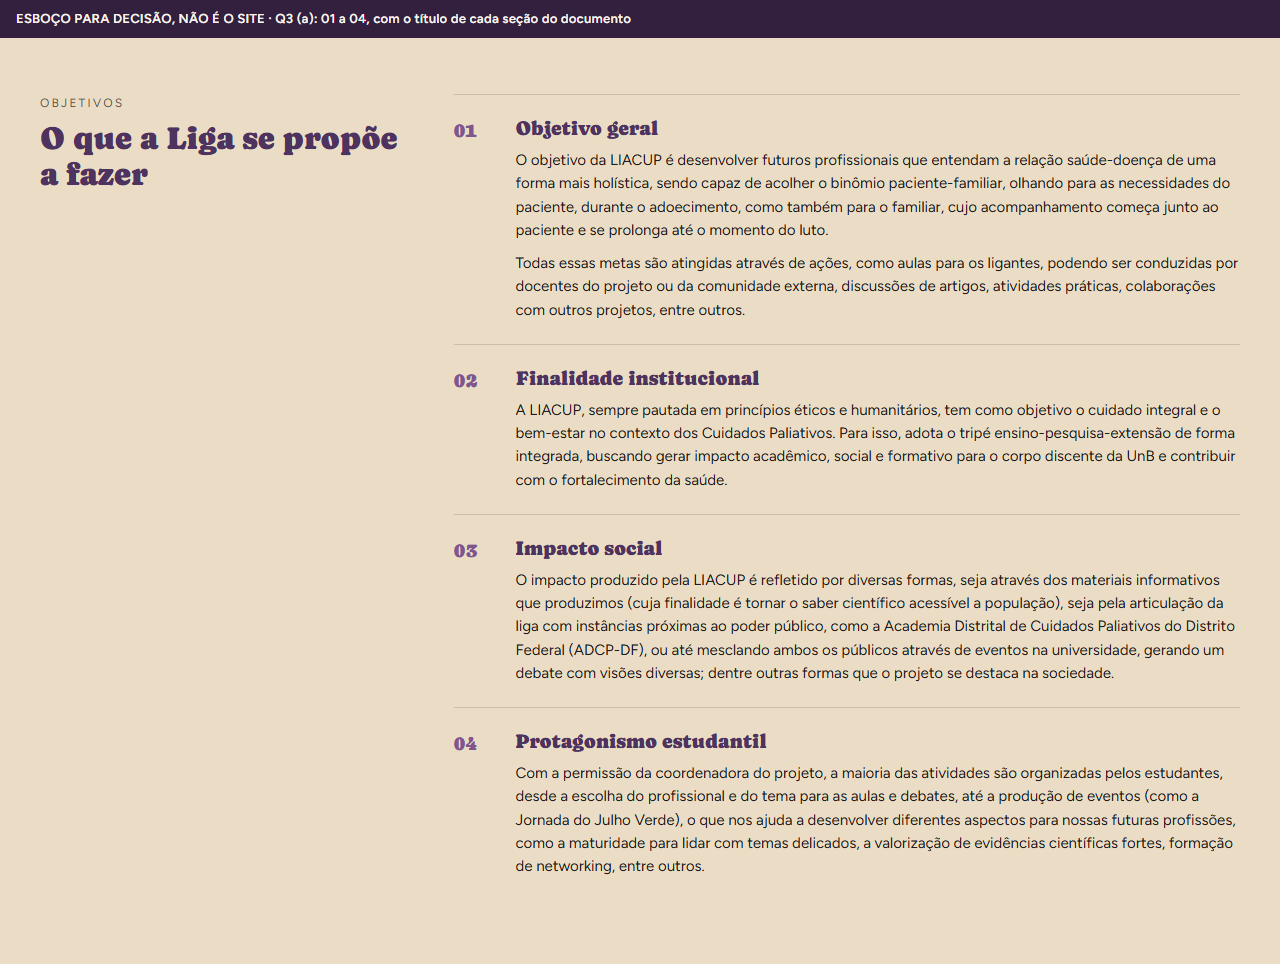 ESBOÇO PARA DECISÃO, NÃO É O SITE · Q3 (a): 01 a 04, com o título de cada seção do documento
OBJETIVOS
O que a Liga se propõe
a fazer
01
Objetivo geral
O objetivo da LIACUP é desenvolver futuros profissionais que entendam a relação saúde-doença de uma
forma mais holística, sendo capaz de acolher o binômio paciente-familiar, olhando para as necessidades do
paciente, durante o adoecimento, como também para o familiar, cujo acompanhamento começa junto ao
paciente e se prolonga até o momento do luto.
Todas essas metas são atingidas através de ações, como aulas para os ligantes, podendo ser conduzidas por
docentes do projeto ou da comunidade externa, discussões de artigos, atividades práticas, colaborações
com outros projetos, entre outros.
02
Finalidade institucional
A LIACUP, sempre pautada em princípios éticos e humanitários, tem como objetivo o cuidado integral e o
bem-estar no contexto dos Cuidados Paliativos. Para isso, adota o tripé ensino-pesquisa-extensão de forma
integrada, buscando gerar impacto acadêmico, social e formativo para o corpo discente da UnB e contribuir
com o fortalecimento da saúde.
03
Impacto social
O impacto produzido pela LIACUP é refletido por diversas formas, seja através dos materiais informativos
que produzimos (cuja finalidade é tornar o saber científico acessível a população), seja pela articulação da
liga com instâncias próximas ao poder público, como a Academia Distrital de Cuidados Paliativos do Distrito
Federal (ADCP-DF), ou até mesclando ambos os públicos através de eventos na universidade, gerando um
debate com visões diversas; dentre outras formas que o projeto se destaca na sociedade.
04
Protagonismo estudantil
Com a permissão da coordenadora do projeto, a maioria das atividades são organizadas pelos estudantes,
desde a escolha do profissional e do tema para as aulas e debates, até a produção de eventos (como a
Jornada do Julho Verde), o que nos ajuda a desenvolver diferentes aspectos para nossas futuras profissões,
como a maturidade para lidar com temas delicados, a valorização de evidências científicas fortes, formação
de networking, entre outros.